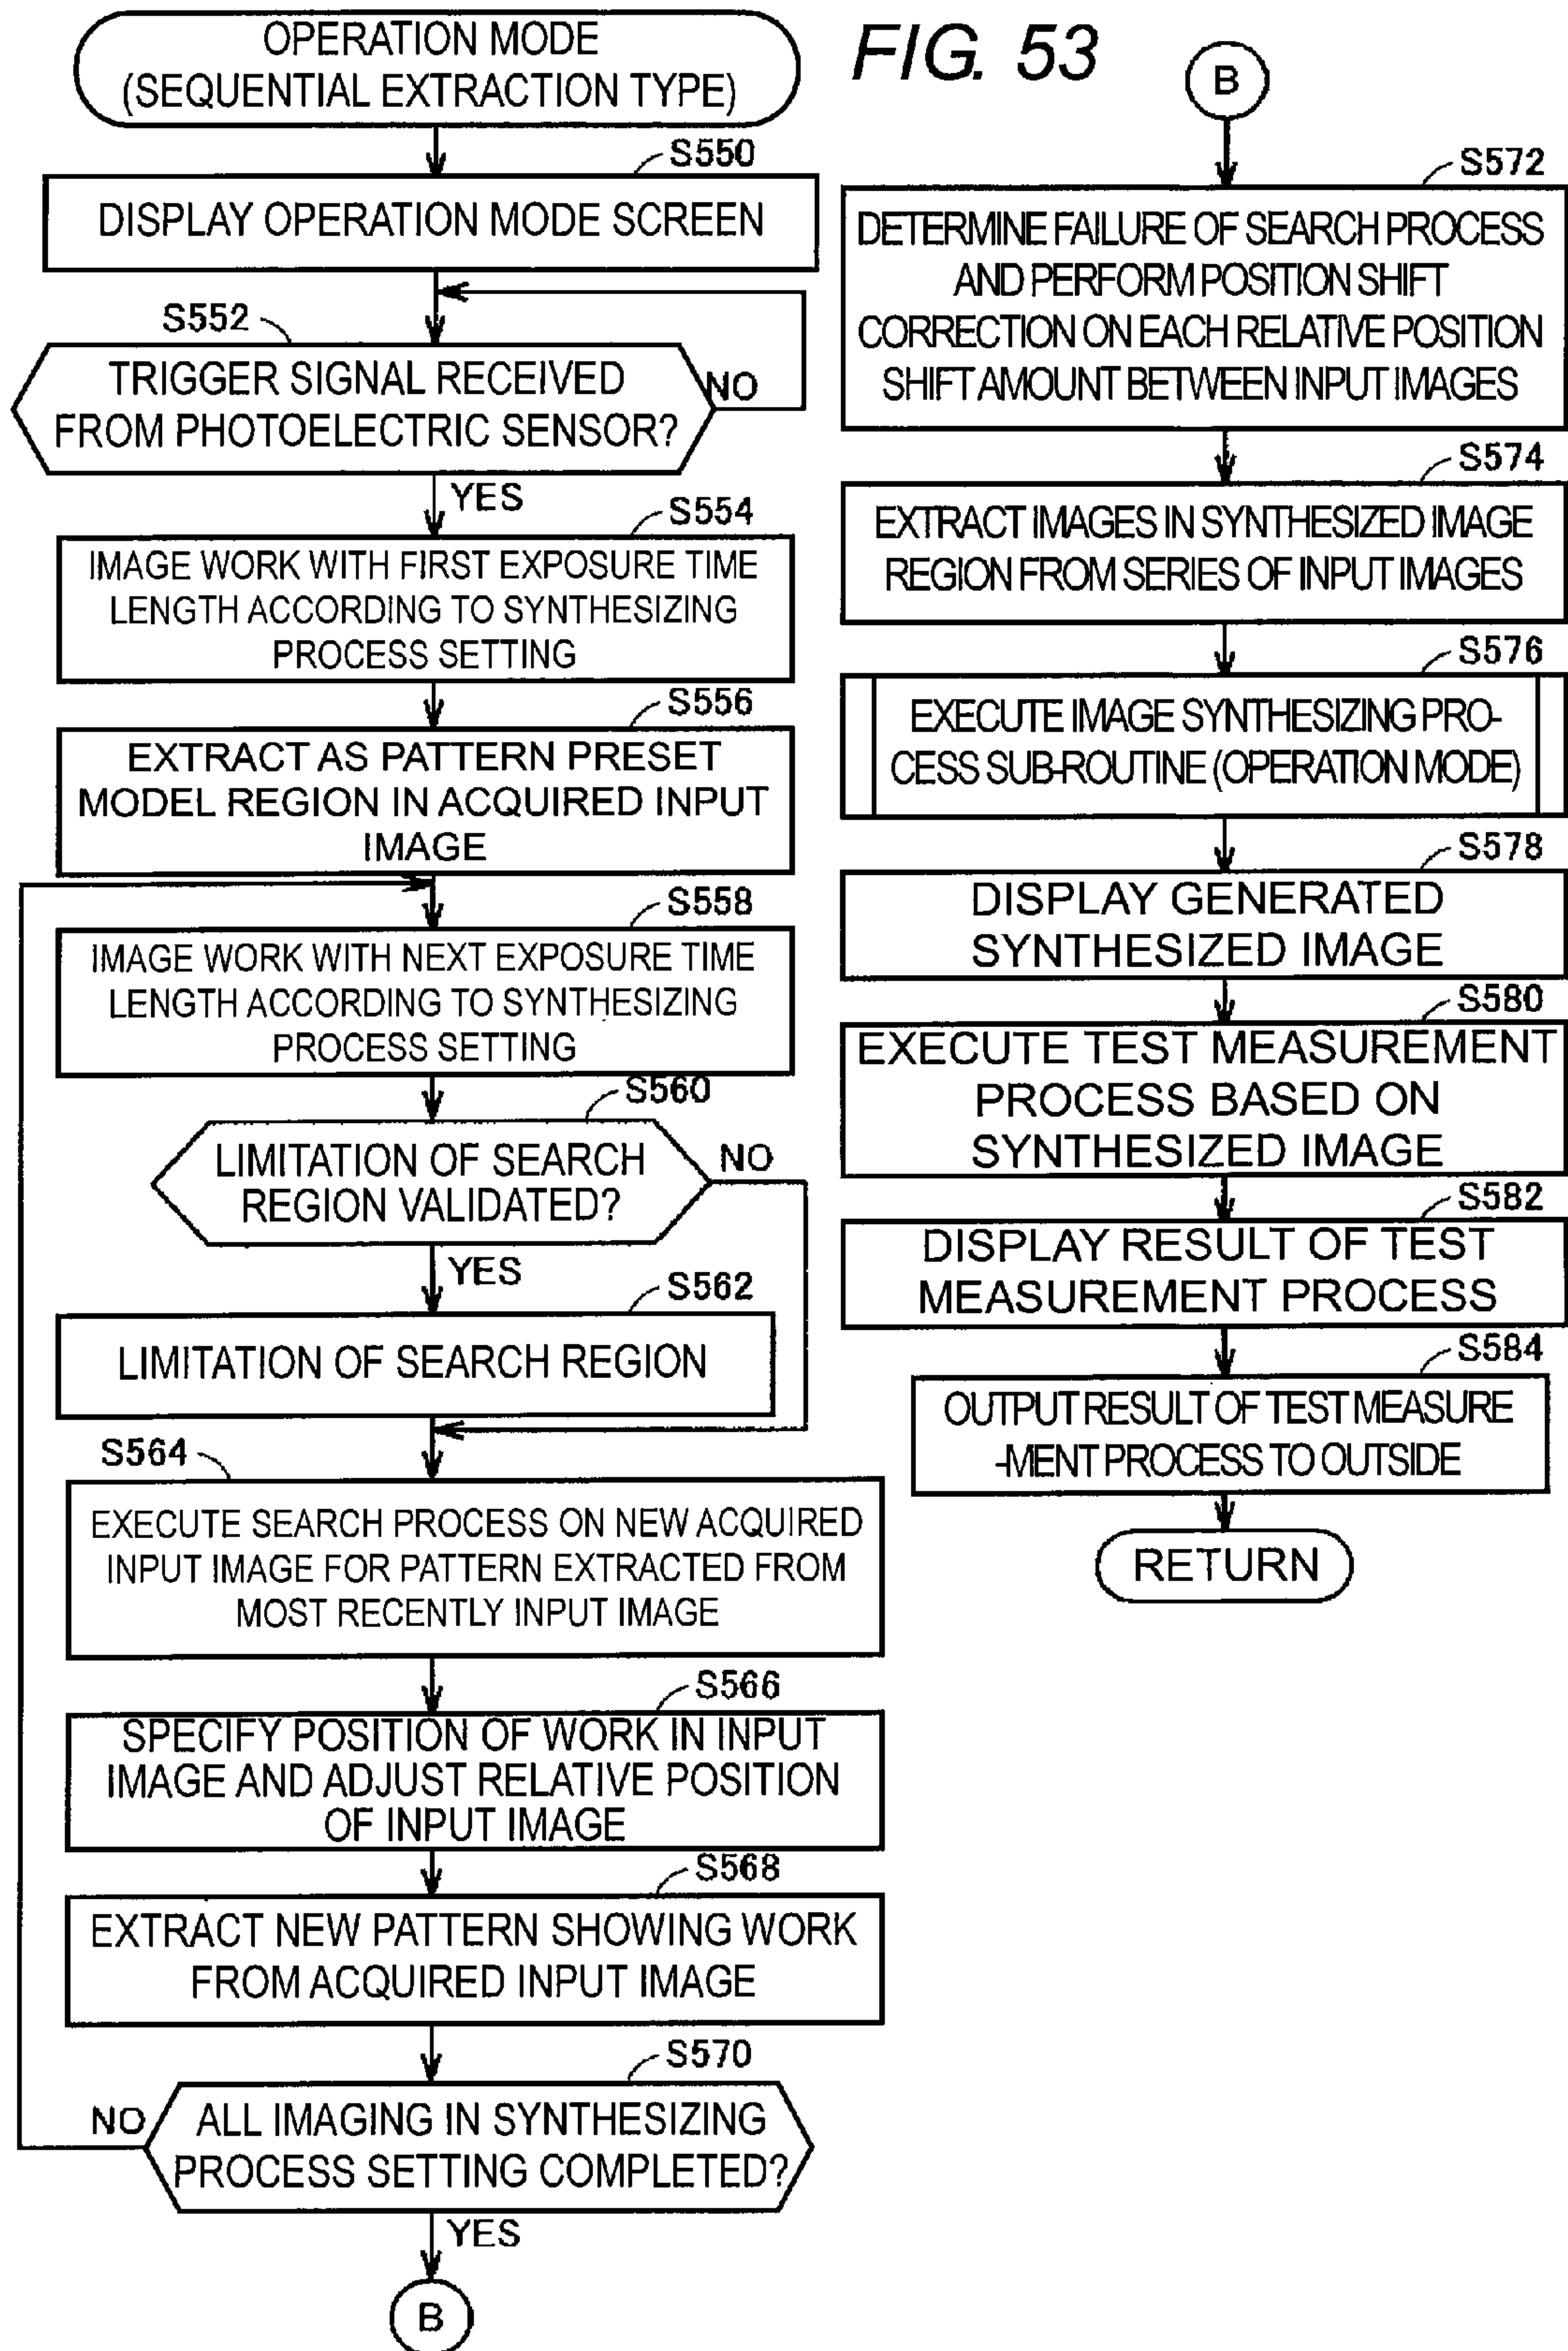 OPERATION MODE
(SEQUENTIAL EXTRACTION TYPE)
S550
DISPLAY OPERATION MODE SCREEN
S552
TRIGGER SIGNAL RECEIVED
FROM PHOTOELECTRIC SENSOR?
NO
YES
S554
IMAGE WORK WITH FIRST EXPOSURE TIME
LENGTH ACCORDING TO SYNTHESIZING
PROCESS SETTING
S556
EXTRACT AS PATTERN PRESET
MODEL REGION IN ACQUIRED INPUT
IMAGE
S558
IMAGE WORK WITH NEXT EXPOSURE TIME
LENGTH ACCORDING TO SYNTHESIZING
PROCESS SETTING
S560
LIMITATION OF SEARCH
REGION VALIDATED?
NO
YES
S562
LIMITATION OF SEARCH REGION
S564
EXECUTE SEARCH PROCESS ON NEW ACQUIRED
INPUT IMAGE FOR PATTERN EXTRACTED FROM
MOST RECENTLY INPUT IMAGE
S566
SPECIFY POSITION OF WORK IN INPUT
IMAGE AND ADJUST RELATIVE POSITION
OF INPUT IMAGE
S568
EXTRACT NEW PATTERN SHOWING WORK
FROM ACQUIRED INPUT IMAGE
S570
NO
ALL IMAGING IN SYNTHESIZING
PROCESS SETTING COMPLETED?
YES
B
FIG. 53
B
S572
DETERMINE FAILURE OF SEARCH PROCESS
AND PERFORM POSITION SHIFT
CORRECTION ON EACH RELATIVE POSITION
SHIFT AMOUNT BETWEEN INPUT IMAGES
S574
EXTRACT IMAGES IN SYNTHESIZED IMAGE
REGION FROM SERIES OF INPUT IMAGES
S576
EXECUTE IMAGE SYNTHESIZING PRO-
CESS SUB-ROUTINE (OPERATION MODE)
S578
DISPLAY GENERATED
SYNTHESIZED IMAGE
S580
EXECUTE TEST MEASUREMENT
PROCESS BASED ON
SYNTHESIZED IMAGE
S582
DISPLAY RESULT OF TEST
MEASUREMENT PROCESS
S584
OUTPUT RESULT OF TEST MEASURE
-MENT PROCESS TO OUTSIDE
RETURN